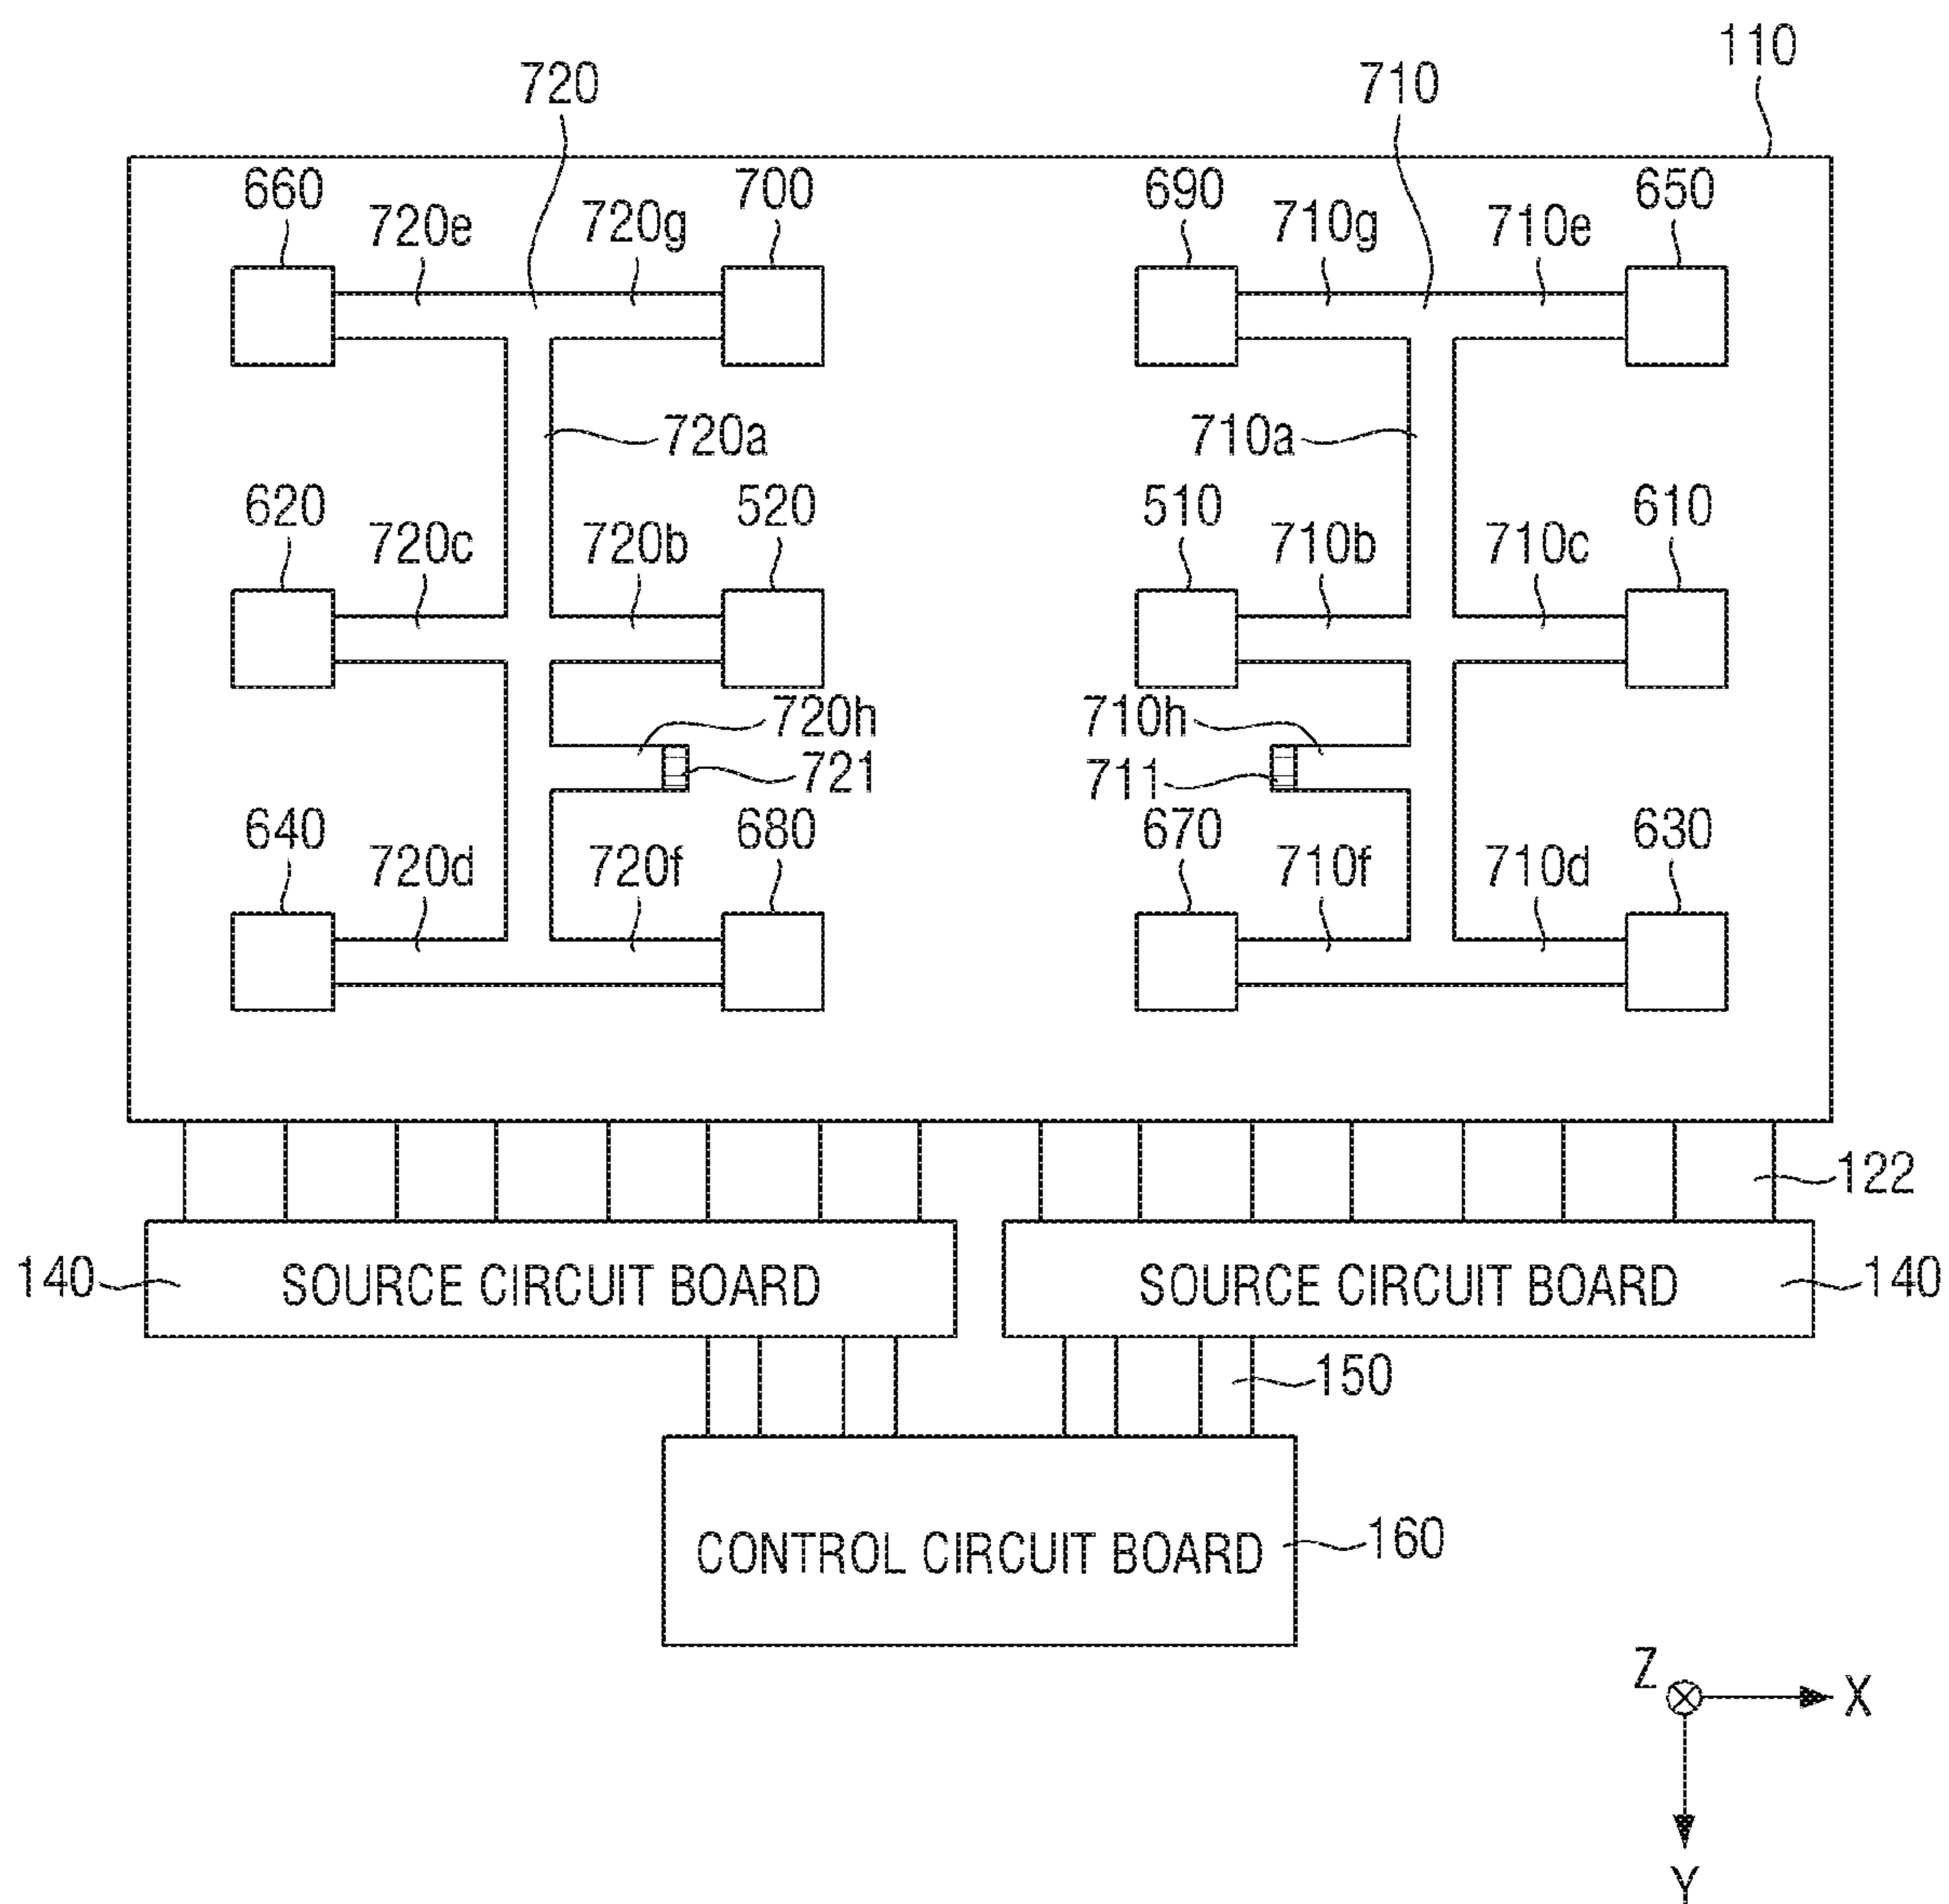 110
720 710
660 700 690 650
720e 720g 710g 710e
720a 710a
620 520 510 610
720c 720b 710b 710c
720h 710h
721 711
640 680 670 630
720d 720f 710f 710d
122
140 SOURCE CIRCUIT BOARD SOURCE CIRCUIT BOARD 140
150
CONTROL CIRCUIT BOARD 160
Z X
Y